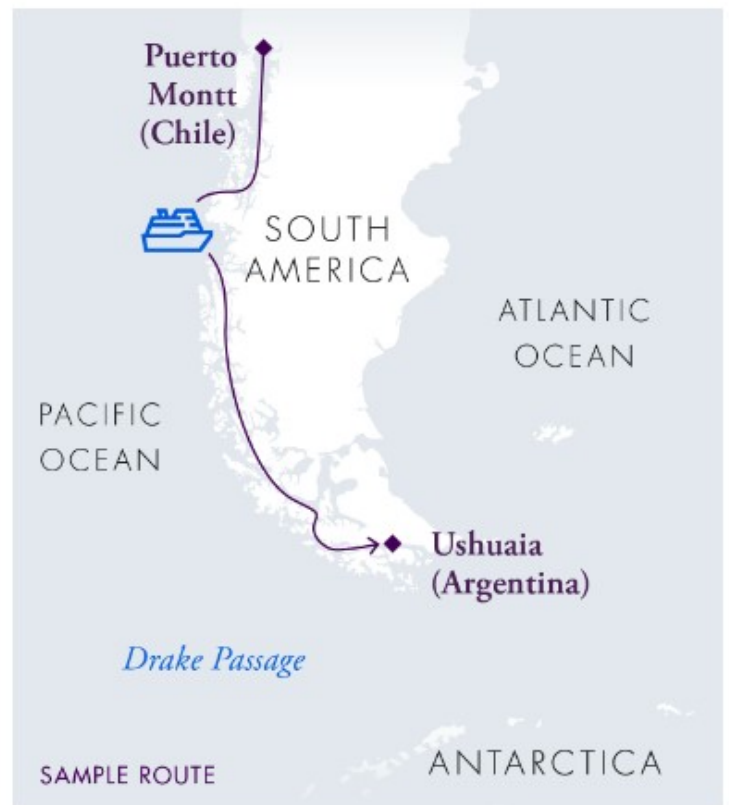 Puerto
Montt
(Chile)
SOUTH
AMERICA
ATLANTIC
OCEAN
PACIFIC
OCEAN
Ushuaia
(Argentina)
Drake Passage
ANTARCTICA
SAMPLE ROUTE